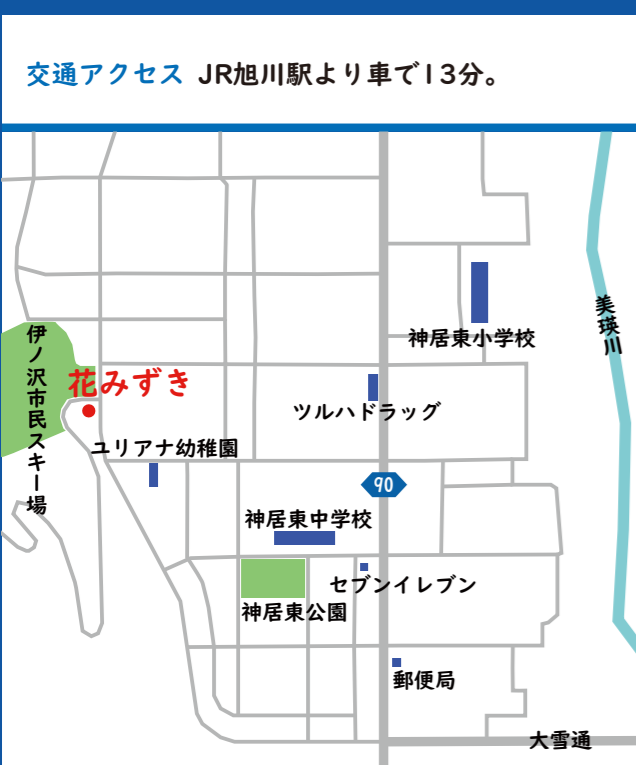 交通アクセス JR旭川駅より車で13分。
美瑛川
神居東小学校
伊ノ沢市民スキー場
花みずき
ツルハドラッグ
ユリアナ幼稚園
90
神居東中学校
セブンイレブン
神居東公園
郵便局
大雪通